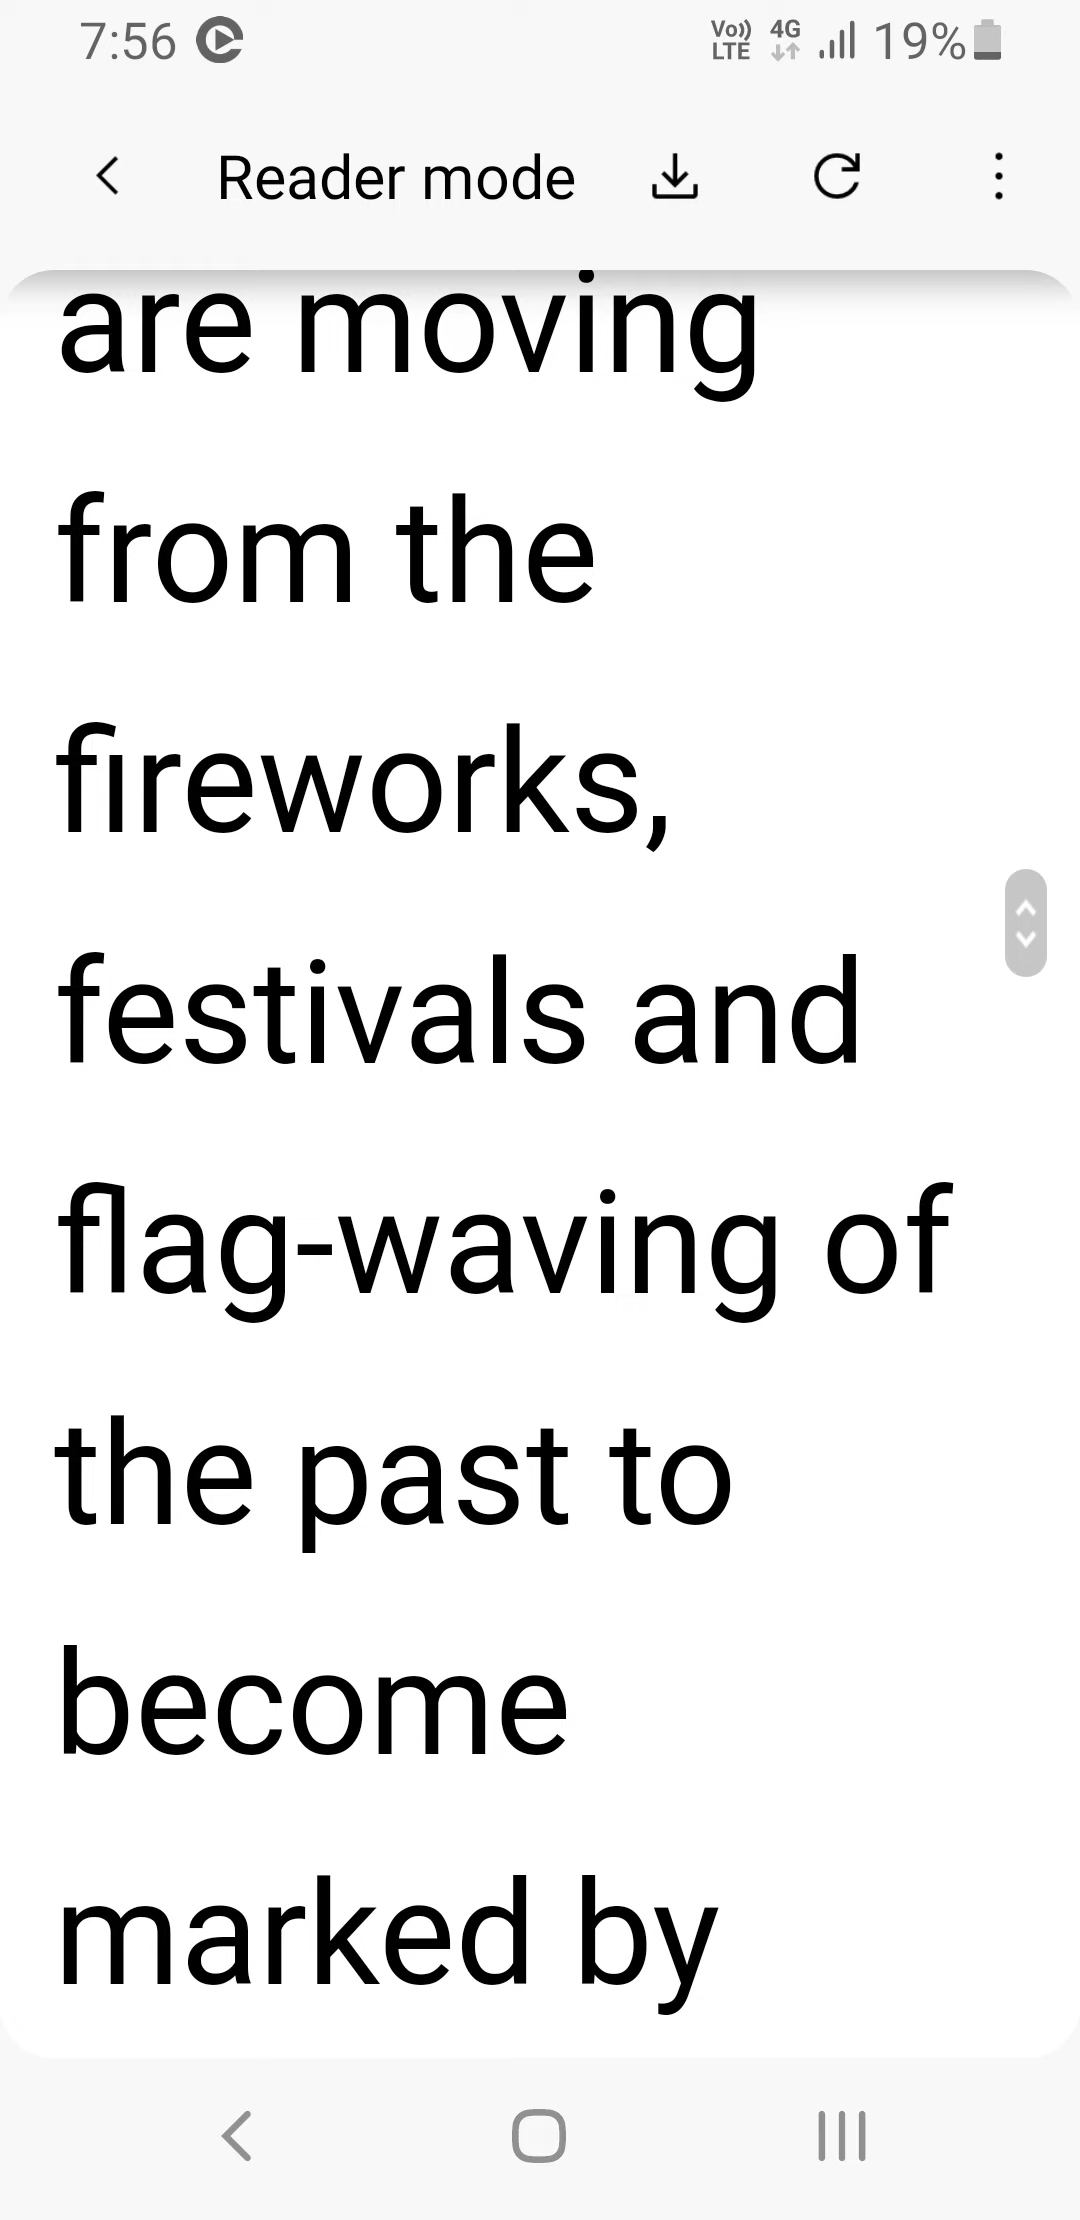 7:56 Vo)) LTE 4G 19%
Reader mode
are moving
from the
fireworks,
festivals and
flag-waving of
the past to
become
marked by